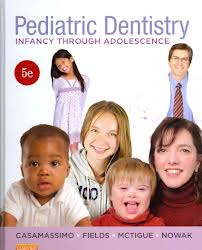 Pediatric Dentistry
INFANCY THROUGH ADOLESCENCE
5e
CASAMASSIMO · FIELDS · MCTIGUE · NOWAK